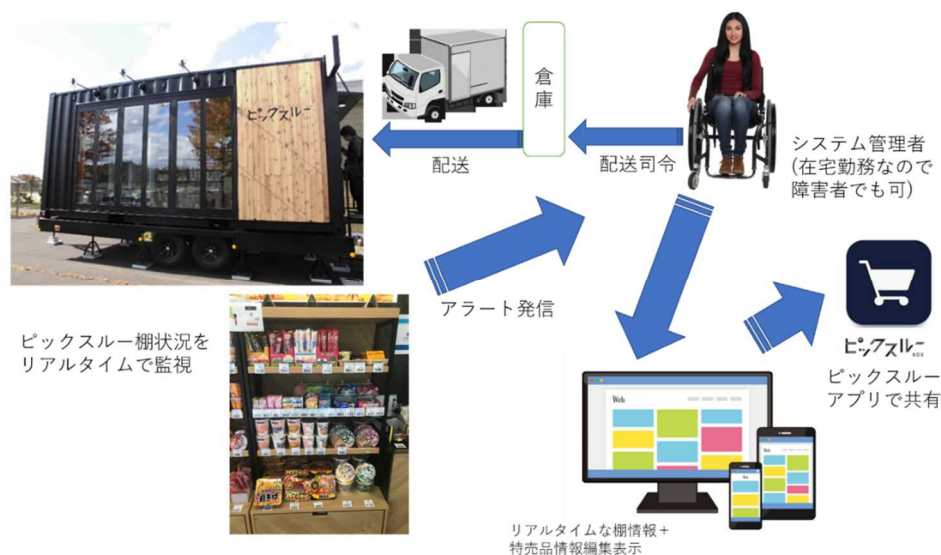 ピックスルー
倉
庫
配送
配送司令
システム管理者
(在宅勤務なので
障害者でも可)
アラート発信
ピックスルー棚状況を
リアルタイムで監視
Web
Web
ピックスルー
BOX
ピックスルー
アプリで共有
リアルタイムな棚情報+
特売品情報編集表示